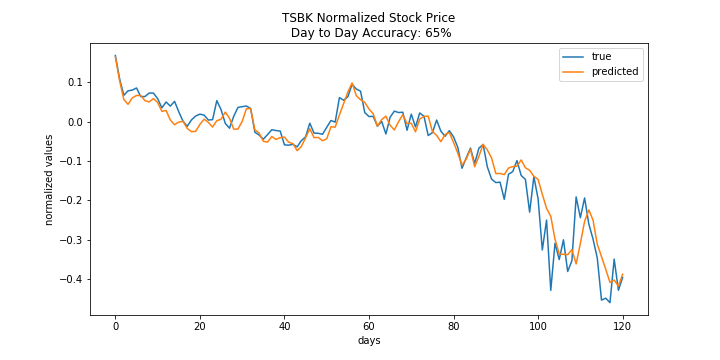 TSBK Normalized Stock Price
Day to Day Accuracy: 65%
true
predicted
normalized values
0.1
0.0
−0.1
−0.2
−0.3
−0.4
0 20 40 60 80 100 120
days